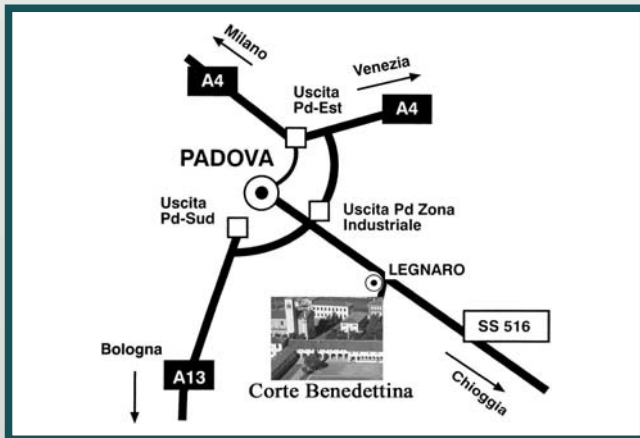 Milano
A4
Venezia
Uscita
Pd-Est
A4
PADOVA
Uscita
Pd-Sud
Uscita Pd Zona
Industriale
LEGNARO
SS 516
Bologna
A13
Corte Benedettina
Chioggia